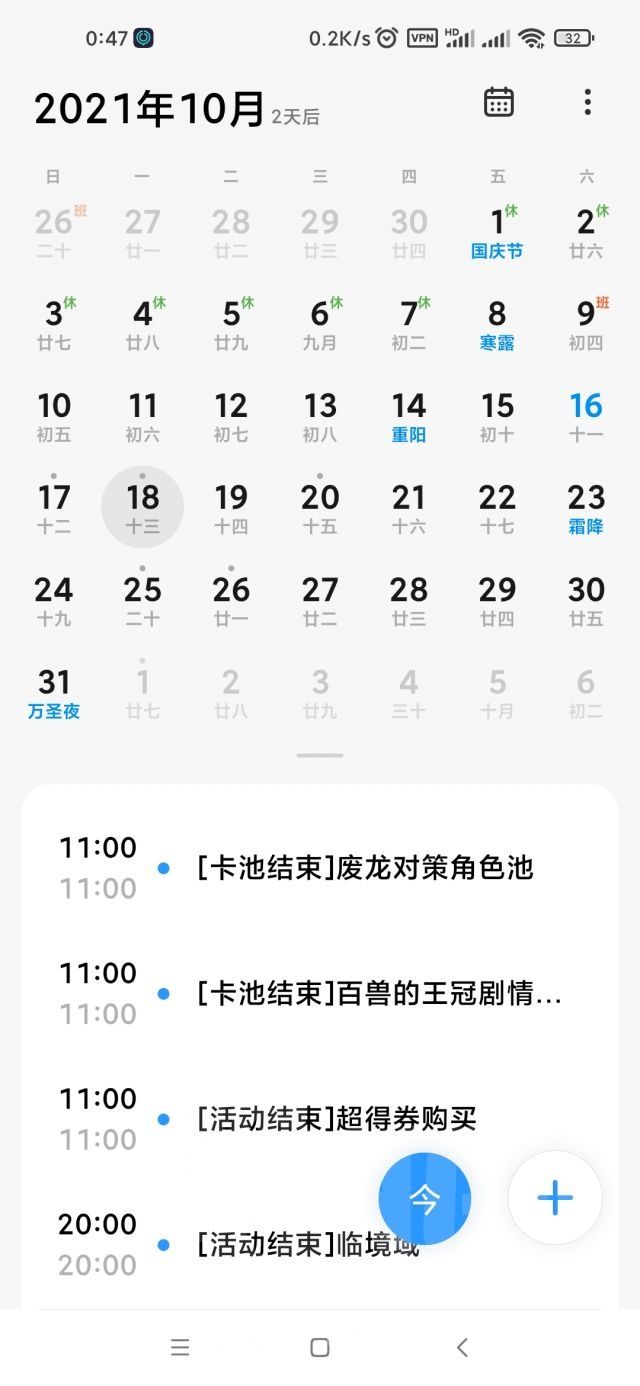 0:47 0.2K/s VPN HD 32
2021年10月 2天后
日 一 二 三 四 五 六
26班 27 28 29 30 1休 2休
二十 廿一 廿二 廿三 廿四 国庆节 廿六
3休 4休 5休 6休 7休 8 9班
廿七 廿八 廿九 九月 初二 寒露 初四
10 11 12 13 14 15 16
初五 初六 初七 初八 重阳 初十 十一
17 18 19 20 21 22 23
十二 十三 十四 十五 十六 十七 霜降
24 25 26 27 28 29 30
十九 二十 廿一 廿二 廿三 廿四 廿五
31 1 2 3 4 5 6
万圣夜 廿七 廿八 廿九 三十 十月 初二
11:00
11:00
[卡池结束]废龙对策角色池
11:00
11:00
[卡池结束]百兽的王冠剧情...
11:00
11:00
[活动结束]超得券购买
今
20:00
20:00
[活动结束]临境域